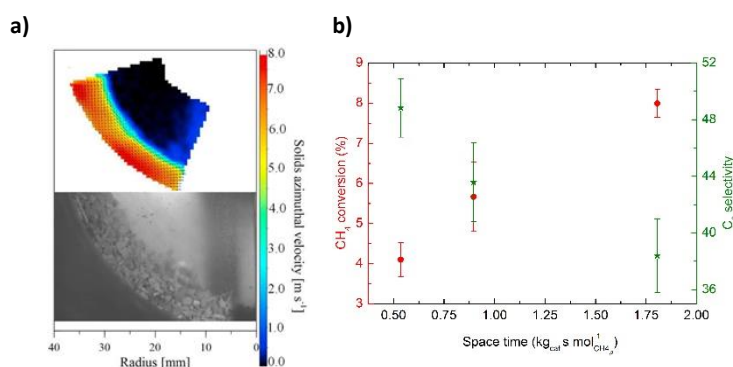 a)
8.0
7.0
6.0
5.0
4.0
3.0
2.0
1.0
0.0
Solids azimuthal velocity [m s⁻¹]
40 30 20 10 0
Radius [mm]
b)
9
8
7
6
5
4
3
CH₄ conversion (%)
52
48
44
40
36
C₂ selectivity
0.50 0.75 1.00 1.25 1.50 1.75 2.00
Space time (kg_cat s mol⁻¹_CH4,0)